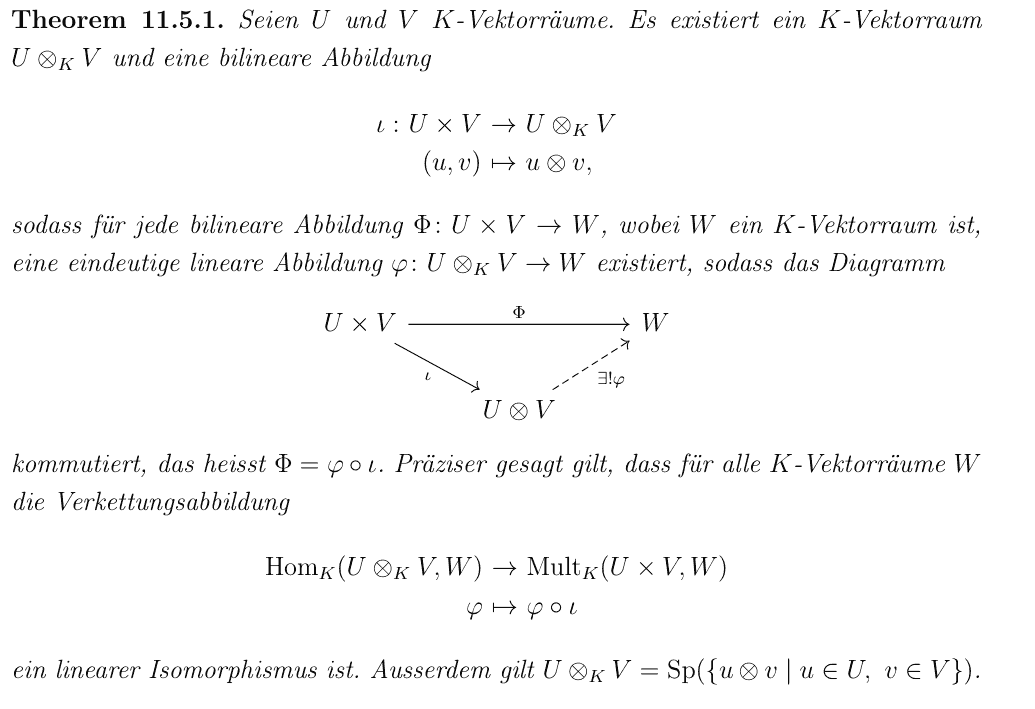 Theorem 11.5.1. Seien U und V K-Vektorräume. Es existiert ein K-Vektorraum
U ⊗_K V und eine bilineare Abbildung
ι : U × V → U ⊗_K V
(u, v) ↦ u ⊗ v,
sodass für jede bilineare Abbildung Φ: U × V → W, wobei W ein K-Vektorraum ist,
eine eindeutige lineare Abbildung φ: U ⊗_K V → W existiert, sodass das Diagramm
U × V Φ W
ι ∃!φ
U ⊗ V
kommutiert, das heisst Φ = φ ∘ ι. Präziser gesagt gilt, dass für alle K-Vektorräume W
die Verkettungsabbildung
Hom_K(U ⊗_K V, W) → Mult_K(U × V, W)
φ ↦ φ ∘ ι
ein linearer Isomorphismus ist. Ausserdem gilt U ⊗_K V = Sp({u ⊗ v | u ∈ U, v ∈ V}).